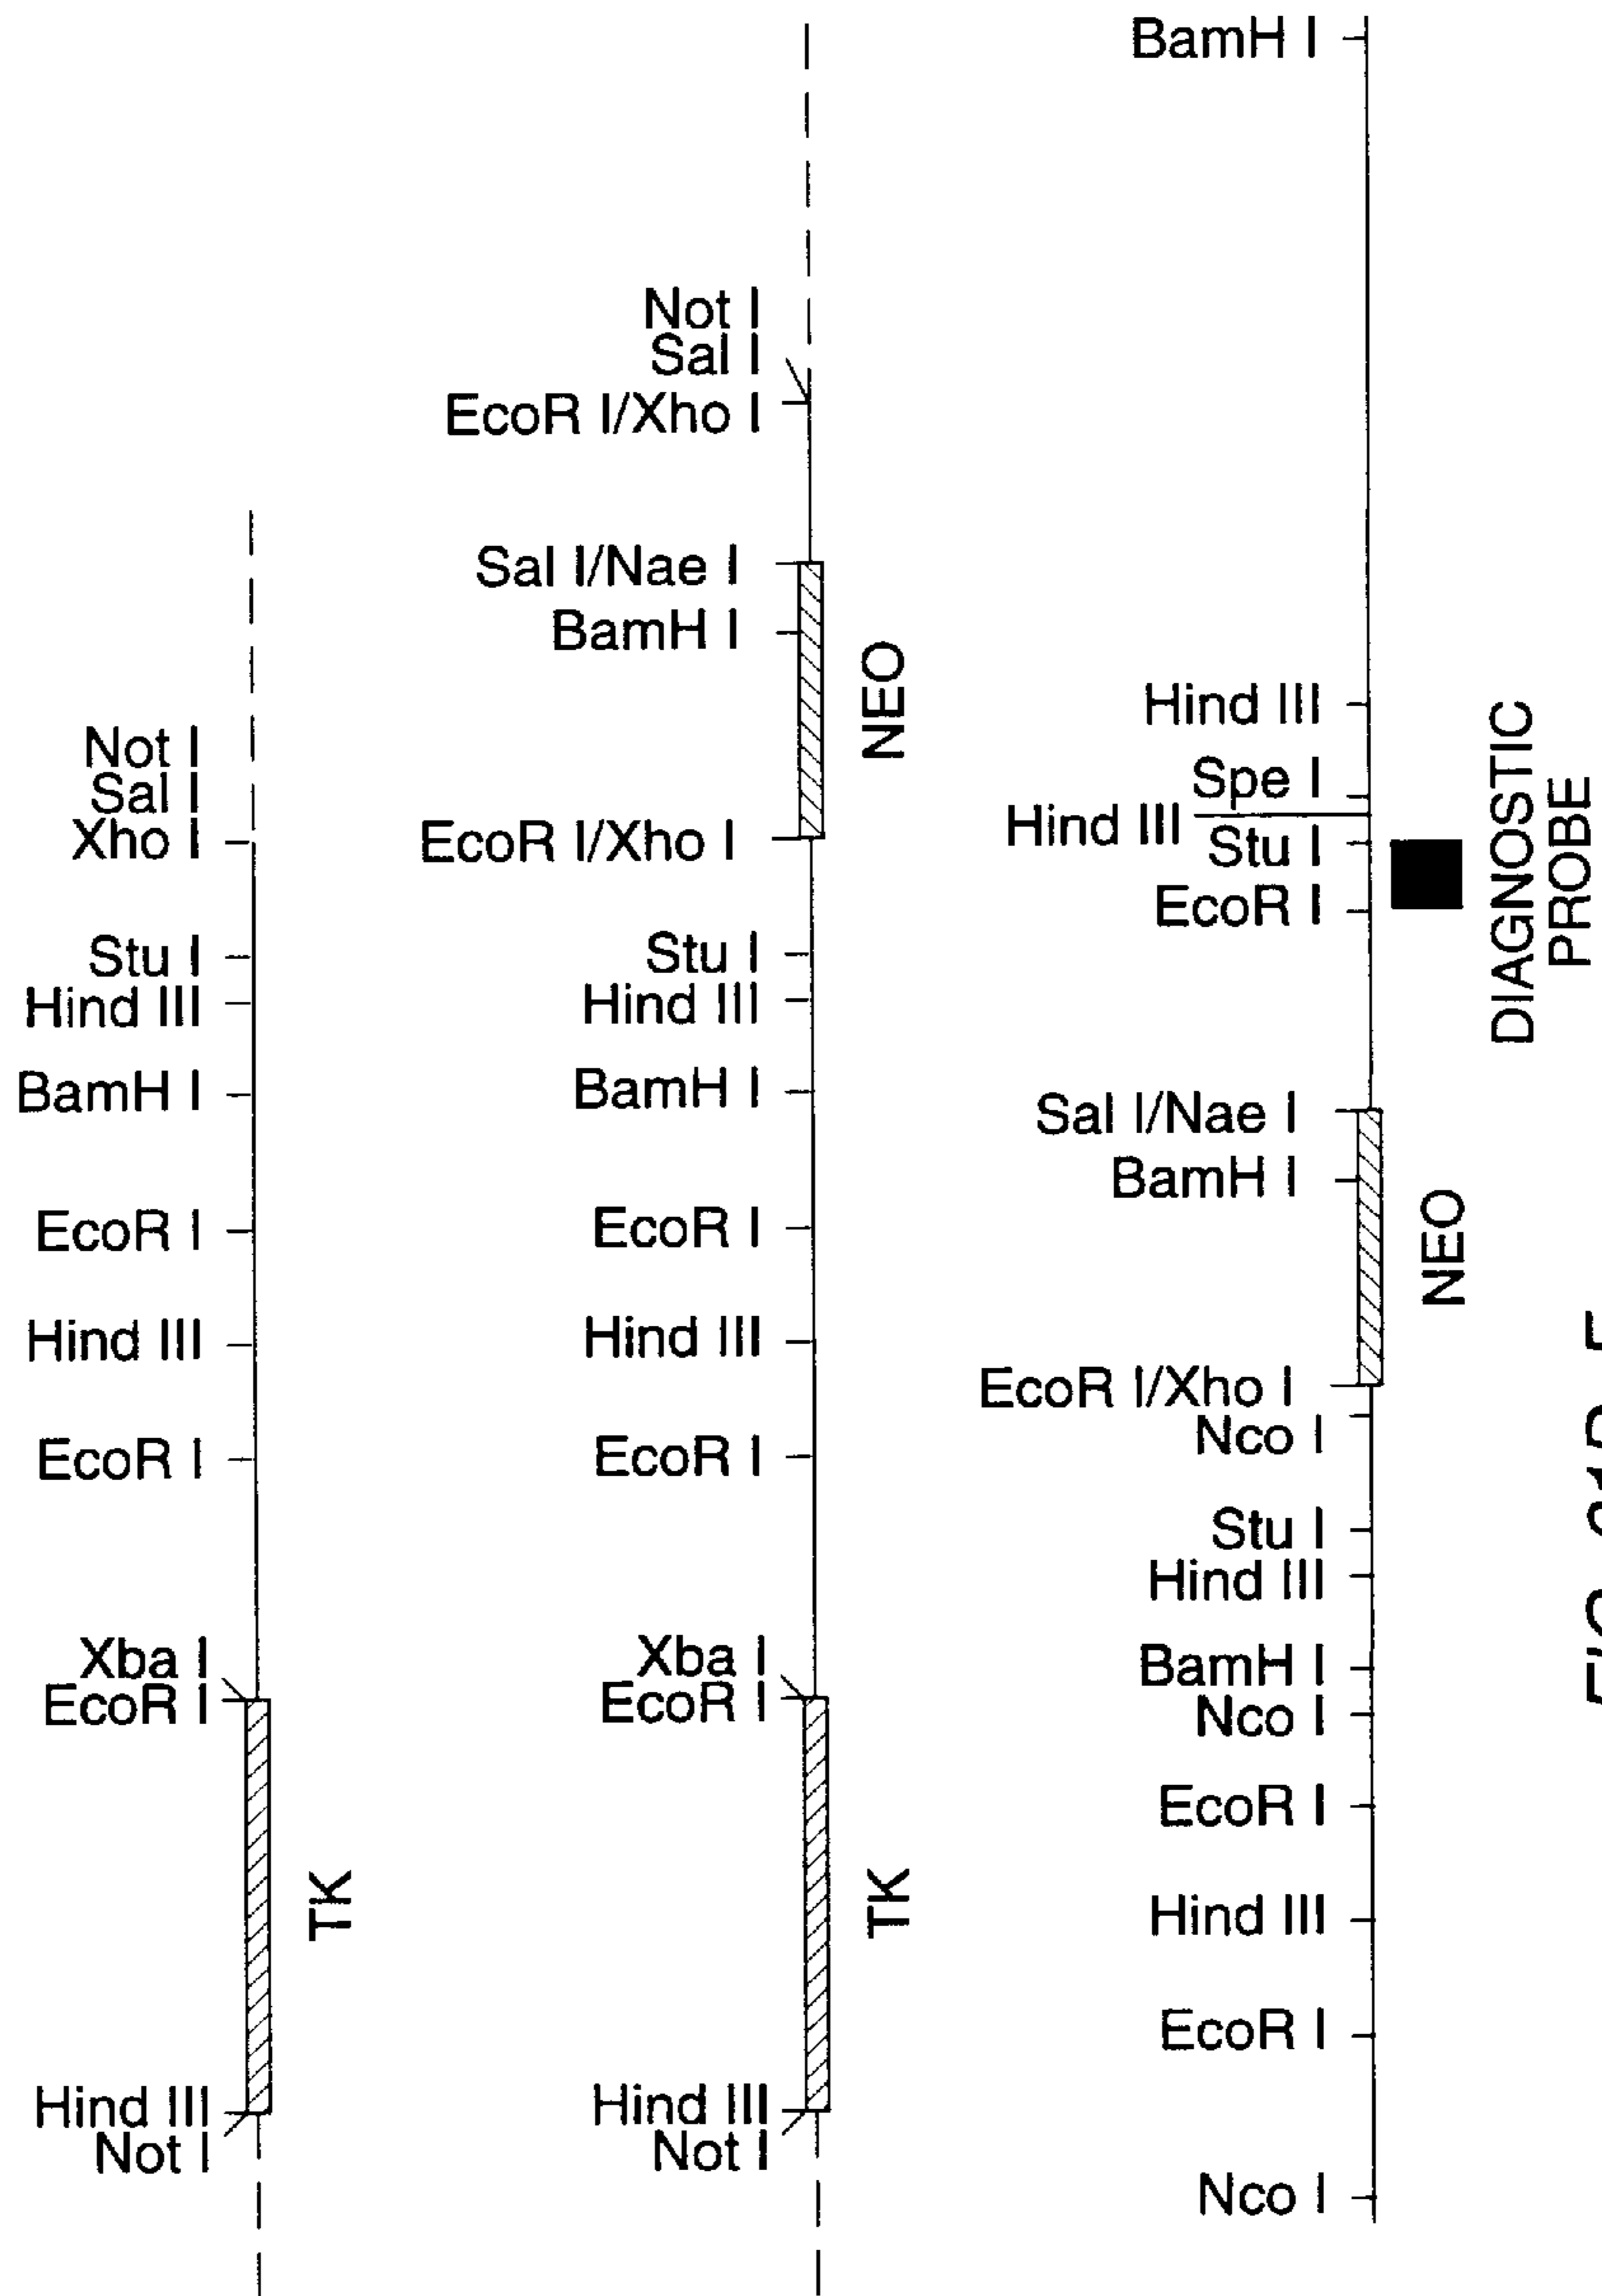 Not I
Sal I
Xho I
Stu I
Hind III
BamH I
EcoR I
Hind III
EcoR I
Xba I
EcoR I
TK
Hind III
Not I
Not I
Sal I
EcoR I/Xho I
Sal I/Nae I
BamH I
NEO
EcoR I/Xho I
Stu I
Hind III
BamH I
EcoR I
Hind III
EcoR I
Xba I
EcoR I
TK
Hind III
Not I
BamH I
Hind III
Spe I
Hind III
Stu I
EcoR I
DIAGNOSTIC
PROBE
Sal I/Nae I
BamH I
NEO
EcoR I/Xho I
Nco I
Stu I
Hind III
BamH I
Nco I
EcoR I
Hind III
EcoR I
Nco I